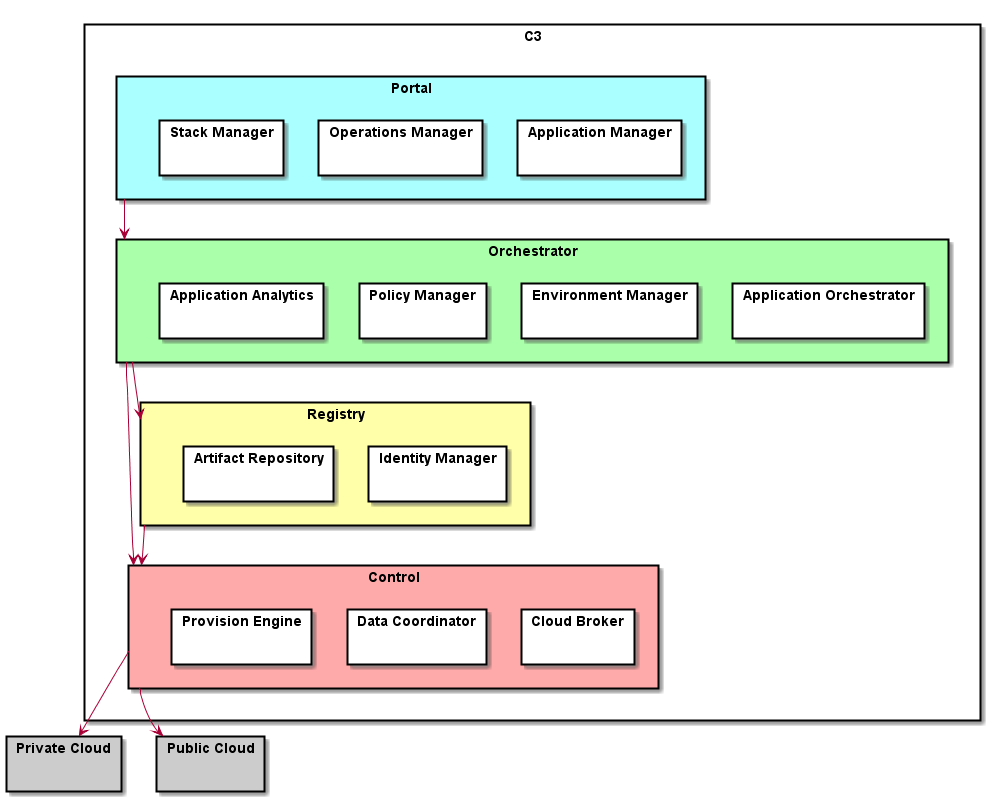 C3
Portal
Stack Manager
Operations Manager
Application Manager
Orchestrator
Application Analytics
Policy Manager
Environment Manager
Application Orchestrator
Registry
Artifact Repository
Identity Manager
Control
Provision Engine
Data Coordinator
Cloud Broker
Private Cloud
Public Cloud